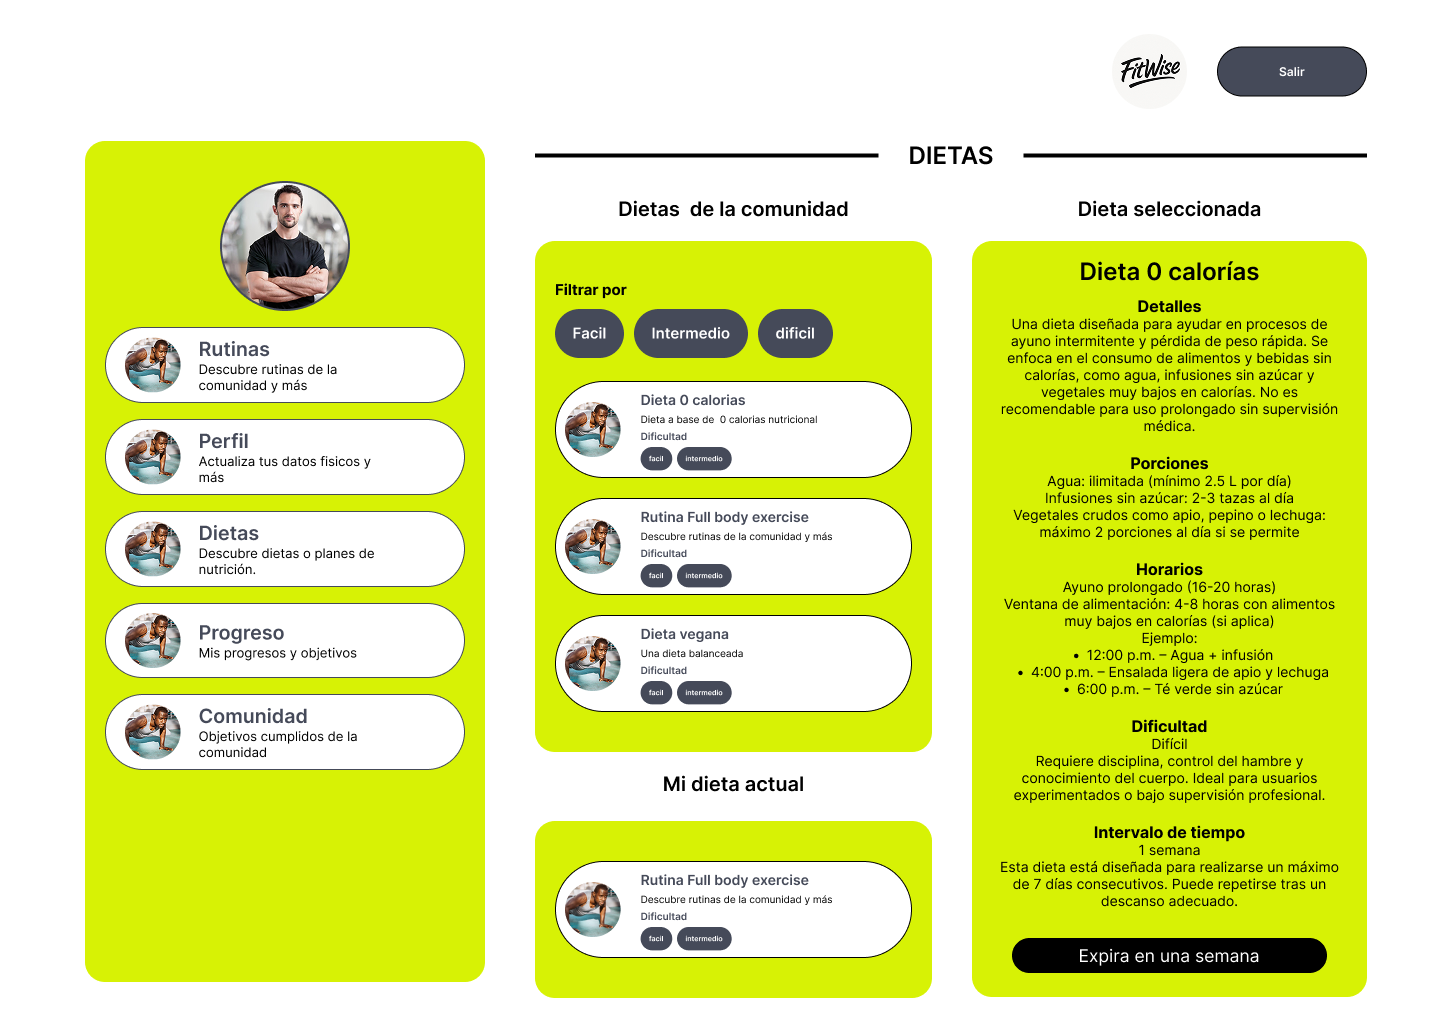 FitWise
Salir
Rutinas
Descubre rutinas de la
comunidad y más
Perfil
Actualiza tus datos fisicos y
más
Dietas
Descubre dietas o planes de
nutrición.
Progreso
Mis progresos y objetivos
Comunidad
Objetivos cumplidos de la
comunidad
DIETAS
Dietas  de la comunidad
Filtrar por
Facil
Intermedio
dificil
Dieta 0 calorias
Dieta a base de  0 calorias nutricional
Dificultad
facil
intermedio
Rutina Full body exercise
Descubre rutinas de la comunidad y más
Dificultad
facil
intermedio
Dieta vegana
Una dieta balanceada
Dificultad
facil
intermedio
Mi dieta actual
Rutina Full body exercise
Descubre rutinas de la comunidad y más
Dificultad
facil
intermedio
Dieta seleccionada
Dieta 0 calorías
Detalles
Una dieta diseñada para ayudar en procesos de
ayuno intermitente y pérdida de peso rápida. Se
enfoca en el consumo de alimentos y bebidas sin
calorías, como agua, infusiones sin azúcar y
vegetales muy bajos en calorías. No es
recomendable para uso prolongado sin supervisión
médica.
Porciones
Agua: ilimitada (mínimo 2.5 L por día)
Infusiones sin azúcar: 2-3 tazas al día
Vegetales crudos como apio, pepino o lechuga:
máximo 2 porciones al día si se permite
Horarios
Ayuno prolongado (16-20 horas)
Ventana de alimentación: 4-8 horas con alimentos
muy bajos en calorías (si aplica)
Ejemplo:
• 12:00 p.m. – Agua + infusión
• 4:00 p.m. – Ensalada ligera de apio y lechuga
• 6:00 p.m. – Té verde sin azúcar
Dificultad
Difícil
Requiere disciplina, control del hambre y
conocimiento del cuerpo. Ideal para usuarios
experimentados o bajo supervisión profesional.
Intervalo de tiempo
1 semana
Esta dieta está diseñada para realizarse un máximo
de 7 días consecutivos. Puede repetirse tras un
descanso adecuado.
Expira en una semana